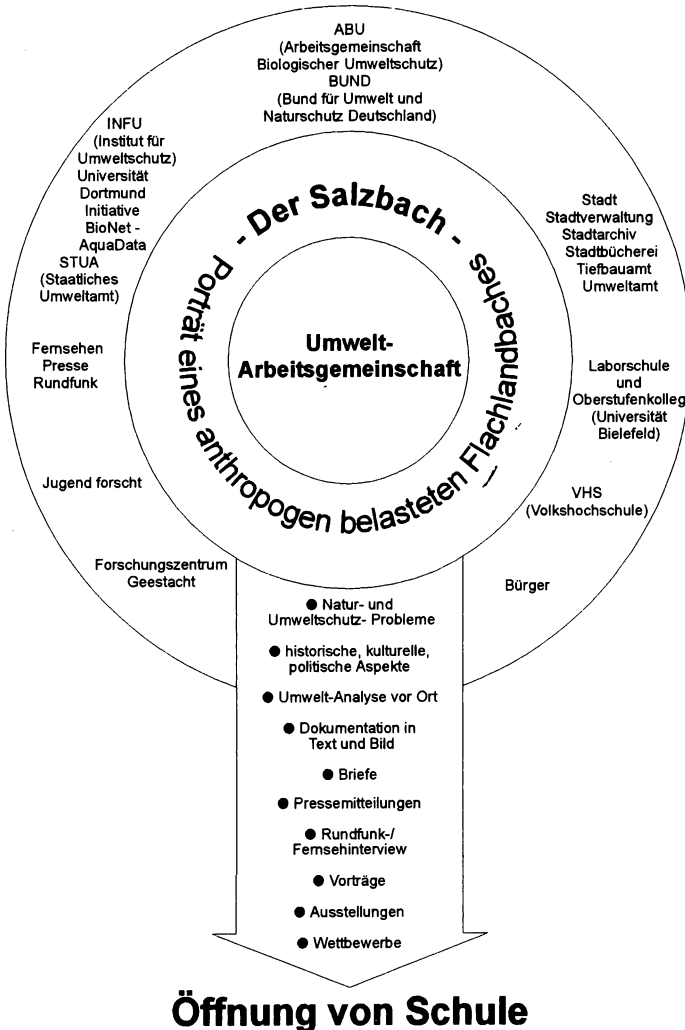 ABU
(Arbeitsgemeinschaft
Biologischer Umweltschutz)
BUND
(Bund für Umwelt und
Naturschutz Deutschland)
INFU
(Institut für
Umweltschutz)
Universität
Dortmund
Initiative
BioNet -
AquaData
STUA
(Staatliches
Umweltamt)
Fernsehen
Presse
Rundfunk
Jugend forscht
Forschungszentrum
Geestacht
Stadt
Stadtverwaltung
Stadtarchiv
Stadtbücherei
Tiefbauamt
Umweltamt
Laborschule
und
Oberstufenkolleg
(Universität
Bielefeld)
VHS
(Volkshochschule)
Bürger
- Der Salzbach -
Porträt eines anthropogen belasteten Flachlandbaches
Umwelt-
Arbeitsgemeinschaft
● Natur- und
Umweltschutz- Probleme
● historische, kulturelle,
politische Aspekte
● Umwelt-Analyse vor Ort
● Dokumentation in
Text und Bild
● Briefe
● Pressemitteilungen
● Rundfunk-/
Fernsehinterview
● Vorträge
● Ausstellungen
● Wettbewerbe
Öffnung von Schule